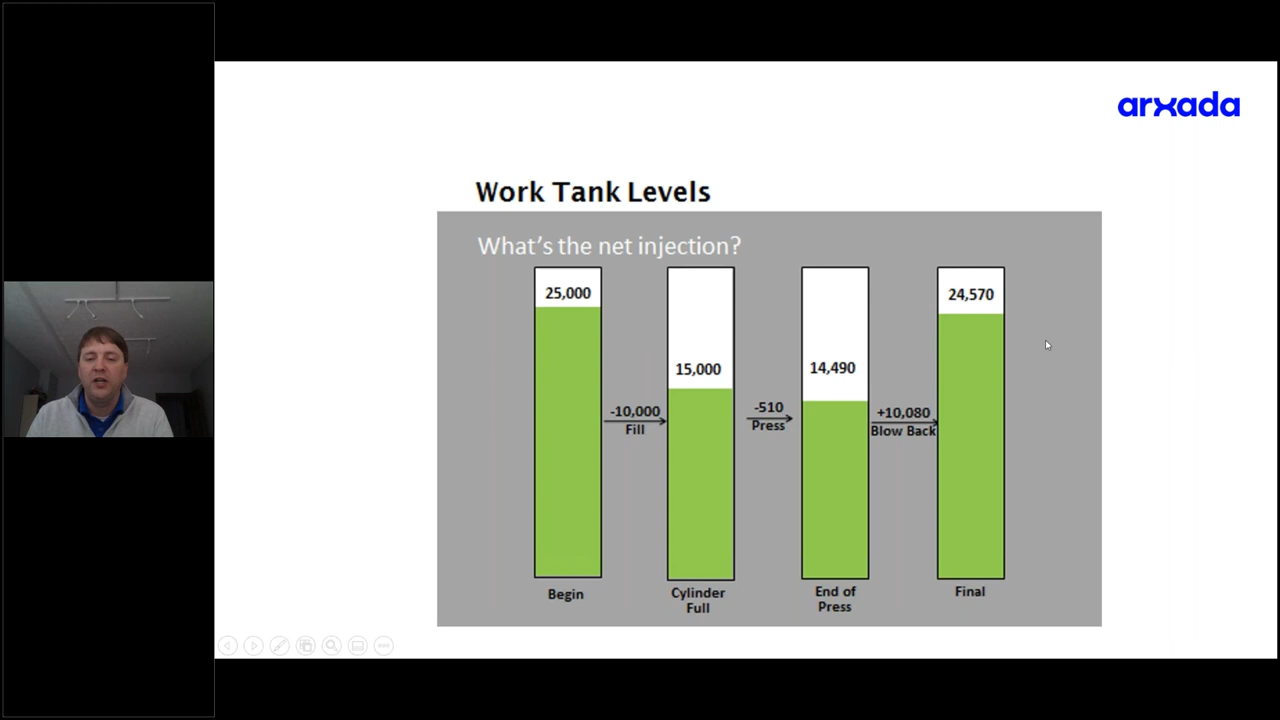 arxada
Work Tank Levels
What's the net injection?
25,000
15,000
14,490
24,570
-10,000
Fill
-510
Press
+10,080
Blow Back
Begin
Cylinder
Full
End of
Press
Final